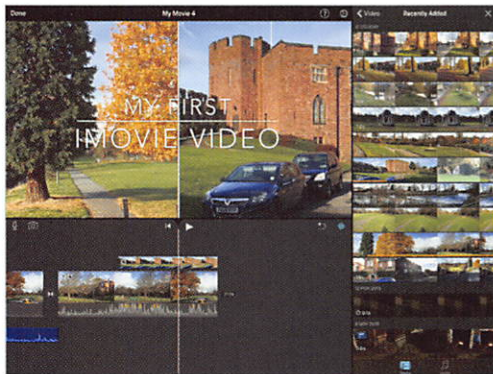 Done
My Movie 4
?
Video
Recently Added
MY FIRST
IMOVIE VIDEO